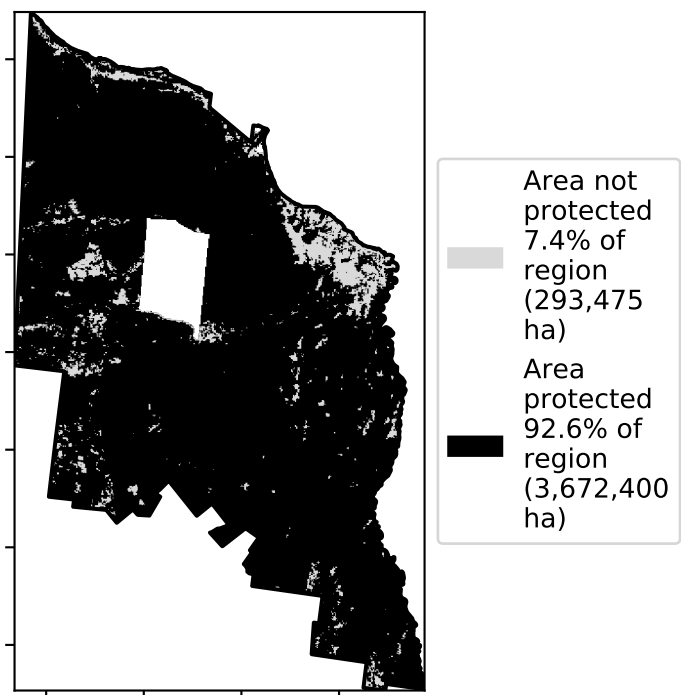 Area not
protected
7.4% of
region
(293,475
ha)
Area
protected
92.6% of
region
(3,672,400
ha)